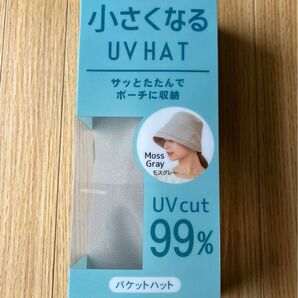 小さくなる
UV HAT
サッとたたんで
ポーチに収納
Moss
Gray
モスグレー
UV cut
99%
バケットハット